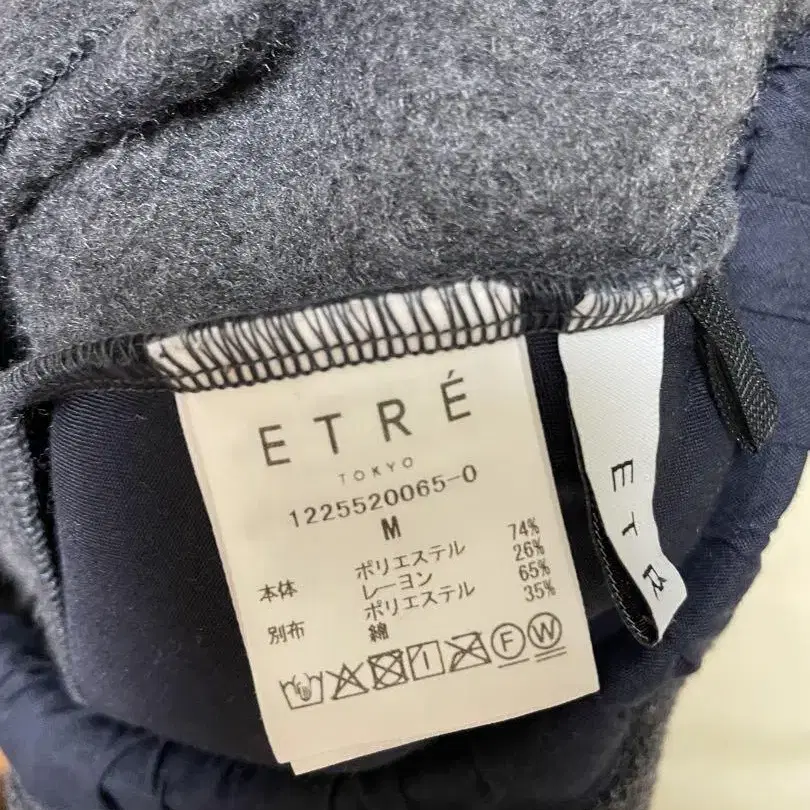 ETRÉ
TOKYO
1225520065-0
M
本体 ポリエステル 74%
レーヨン 26%
別布 ポリエステル 65%
綿 35%
F W
ETR